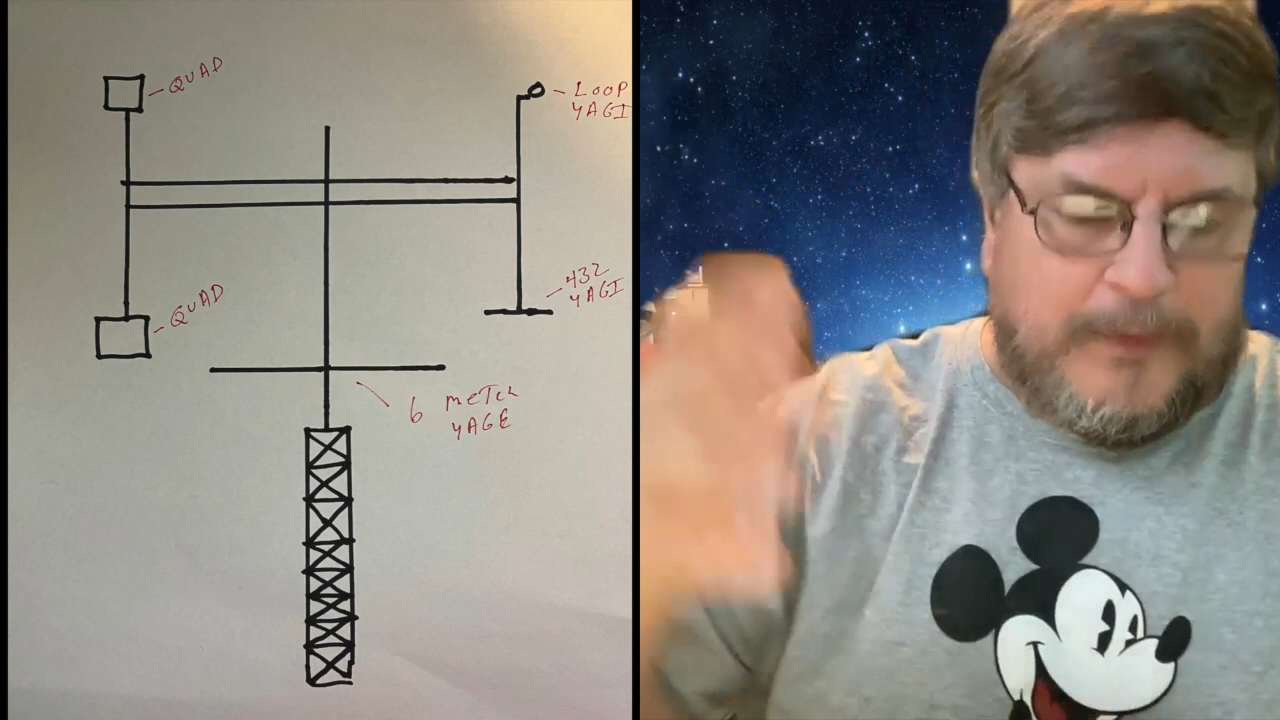 QUAD
LOOP
YAGI
432
YAGI
QUAD
6 METER
YAGE